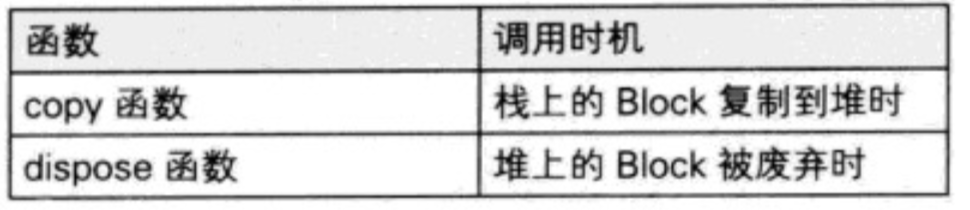 函数 调用时机
copy 函数 栈上的 Block 复制到堆时
dispose 函数 堆上的 Block 被废弃时